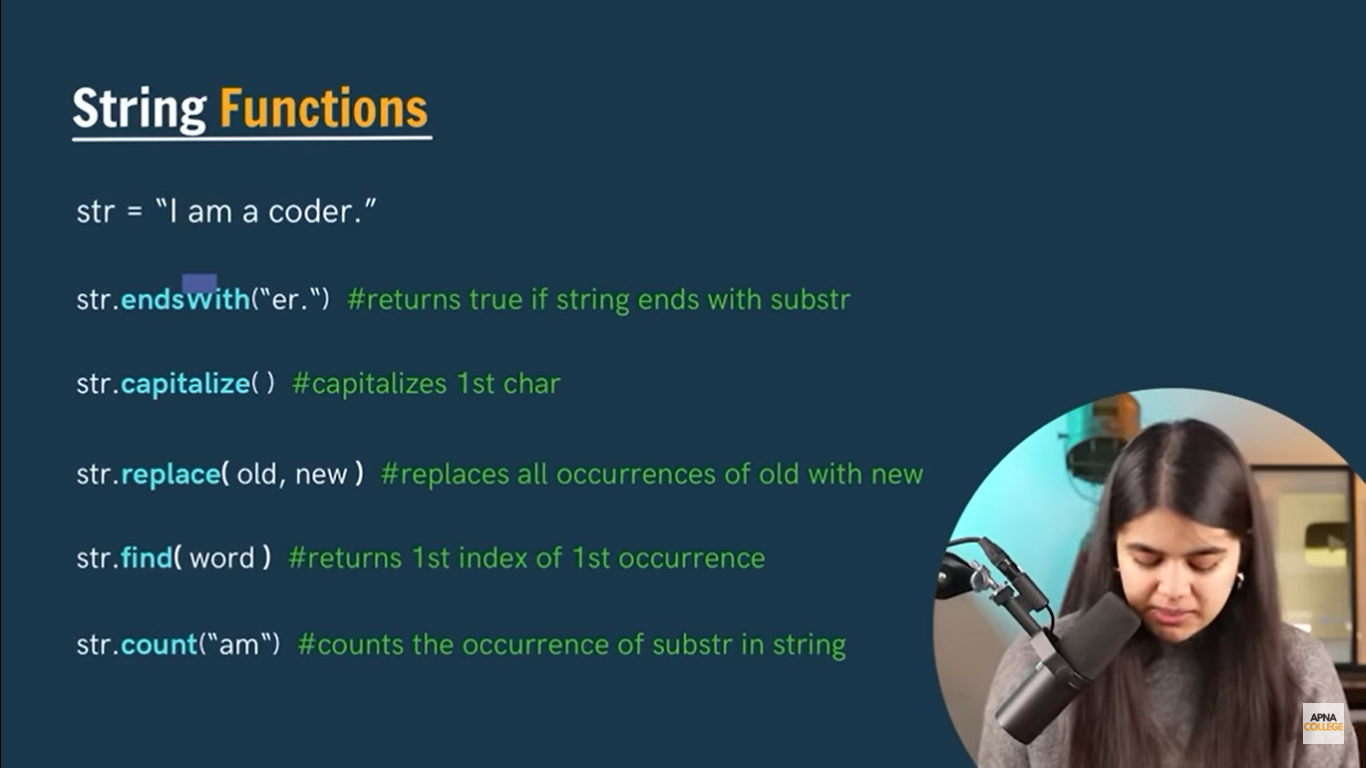 String Functions
str = “I am a coder.”
str.endsWith(“er.“) #returns true if string ends with substr
str.capitalize( ) #capitalizes 1st char
str.replace( old, new ) #replaces all occurrences of old with new
str.find( word ) #returns 1st index of 1st occurrence
str.count(“am“) #counts the occurrence of substr in string
APNA
COLLEGE